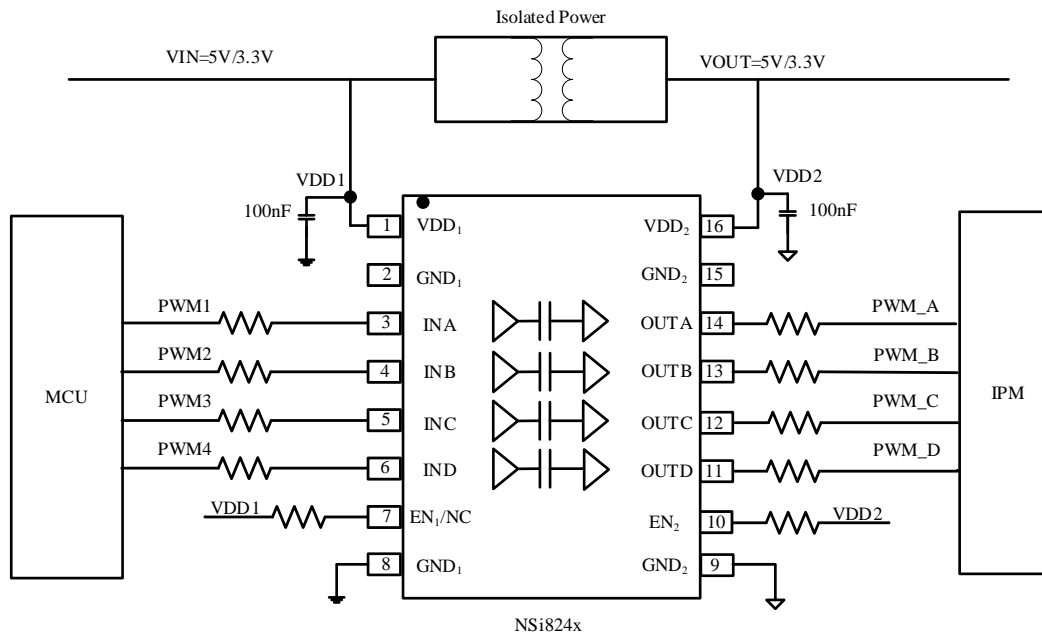 Isolated Power
VIN=5V/3.3V
VOUT=5V/3.3V
VDD1
VDD2
100nF
100nF
1
VDD₁
VDD₂
16
2
GND₁
GND₂
15
PWM1
3
INA
OUTA
14
PWM_A
PWM2
4
INB
OUTB
13
PWM_B
MCU
IPM
PWM3
5
INC
OUTC
12
PWM_C
PWM4
6
IND
OUTD
11
PWM_D
VDD1
7
EN₁/NC
EN₂
10
VDD2
8
GND₁
GND₂
9
NSi824x